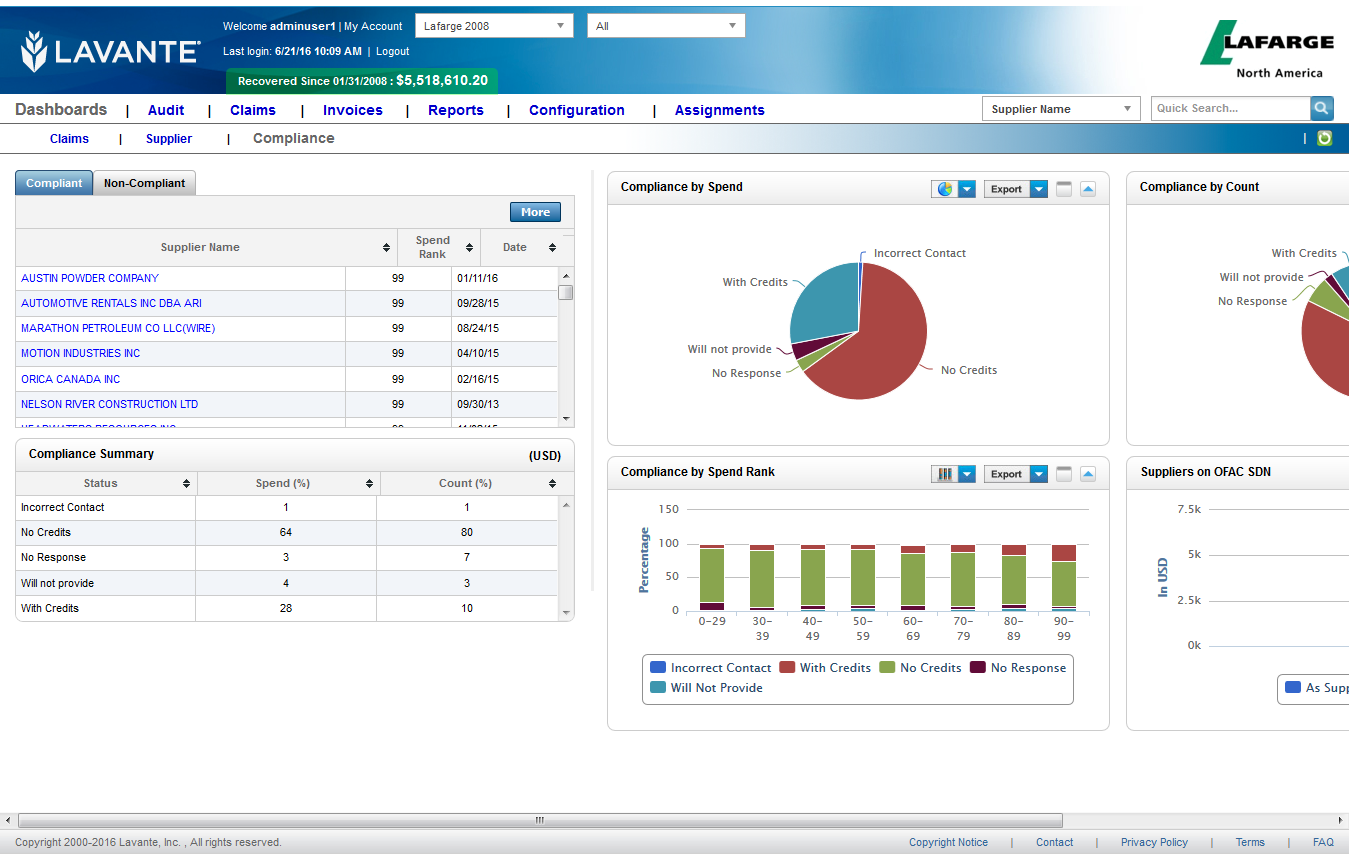 LAVANTE
Welcome adminuser1 | My Account
Lafarge 2008
All
Last login: 6/21/16 10:09 AM | Logout
Recovered Since 01/31/2008 : $5,518,610.20
LAFARGE
North America
Dashboards | Audit | Claims | Invoices | Reports | Configuration | Assignments
Supplier Name
Quick Search...
Claims | Supplier | Compliance
Compliant
Non-Compliant
More
Supplier Name Spend Rank Date
AUSTIN POWDER COMPANY 99 01/11/16
AUTOMOTIVE RENTALS INC DBA ARI 99 09/28/15
MARATHON PETROLEUM CO LLC(WIRE) 99 08/24/15
MOTION INDUSTRIES INC 99 04/10/15
ORICA CANADA INC 99 02/16/15
NELSON RIVER CONSTRUCTION LTD 99 09/30/13
Compliance Summary (USD)
Status Spend (%) Count (%)
Incorrect Contact 1 1
No Credits 64 80
No Response 3 7
Will not provide 4 3
With Credits 28 10
Compliance by Spend
Export
Incorrect Contact
With Credits
Will not provide
No Response
No Credits
Compliance by Count
With Credits
Will not provide
No Response
Compliance by Spend Rank
Export
Percentage
150
100
50
0
0-29 30-39 40-49 50-59 60-69 70-79 80-89 90-99
Incorrect Contact With Credits No Credits No Response
Will Not Provide
Suppliers on OFAC SDN
In USD
7.5k
5k
2.5k
0k
As Supp
Copyright 2000-2016 Lavante, Inc. , All rights reserved.
Copyright Notice | Contact | Privacy Policy | Terms | FAQ